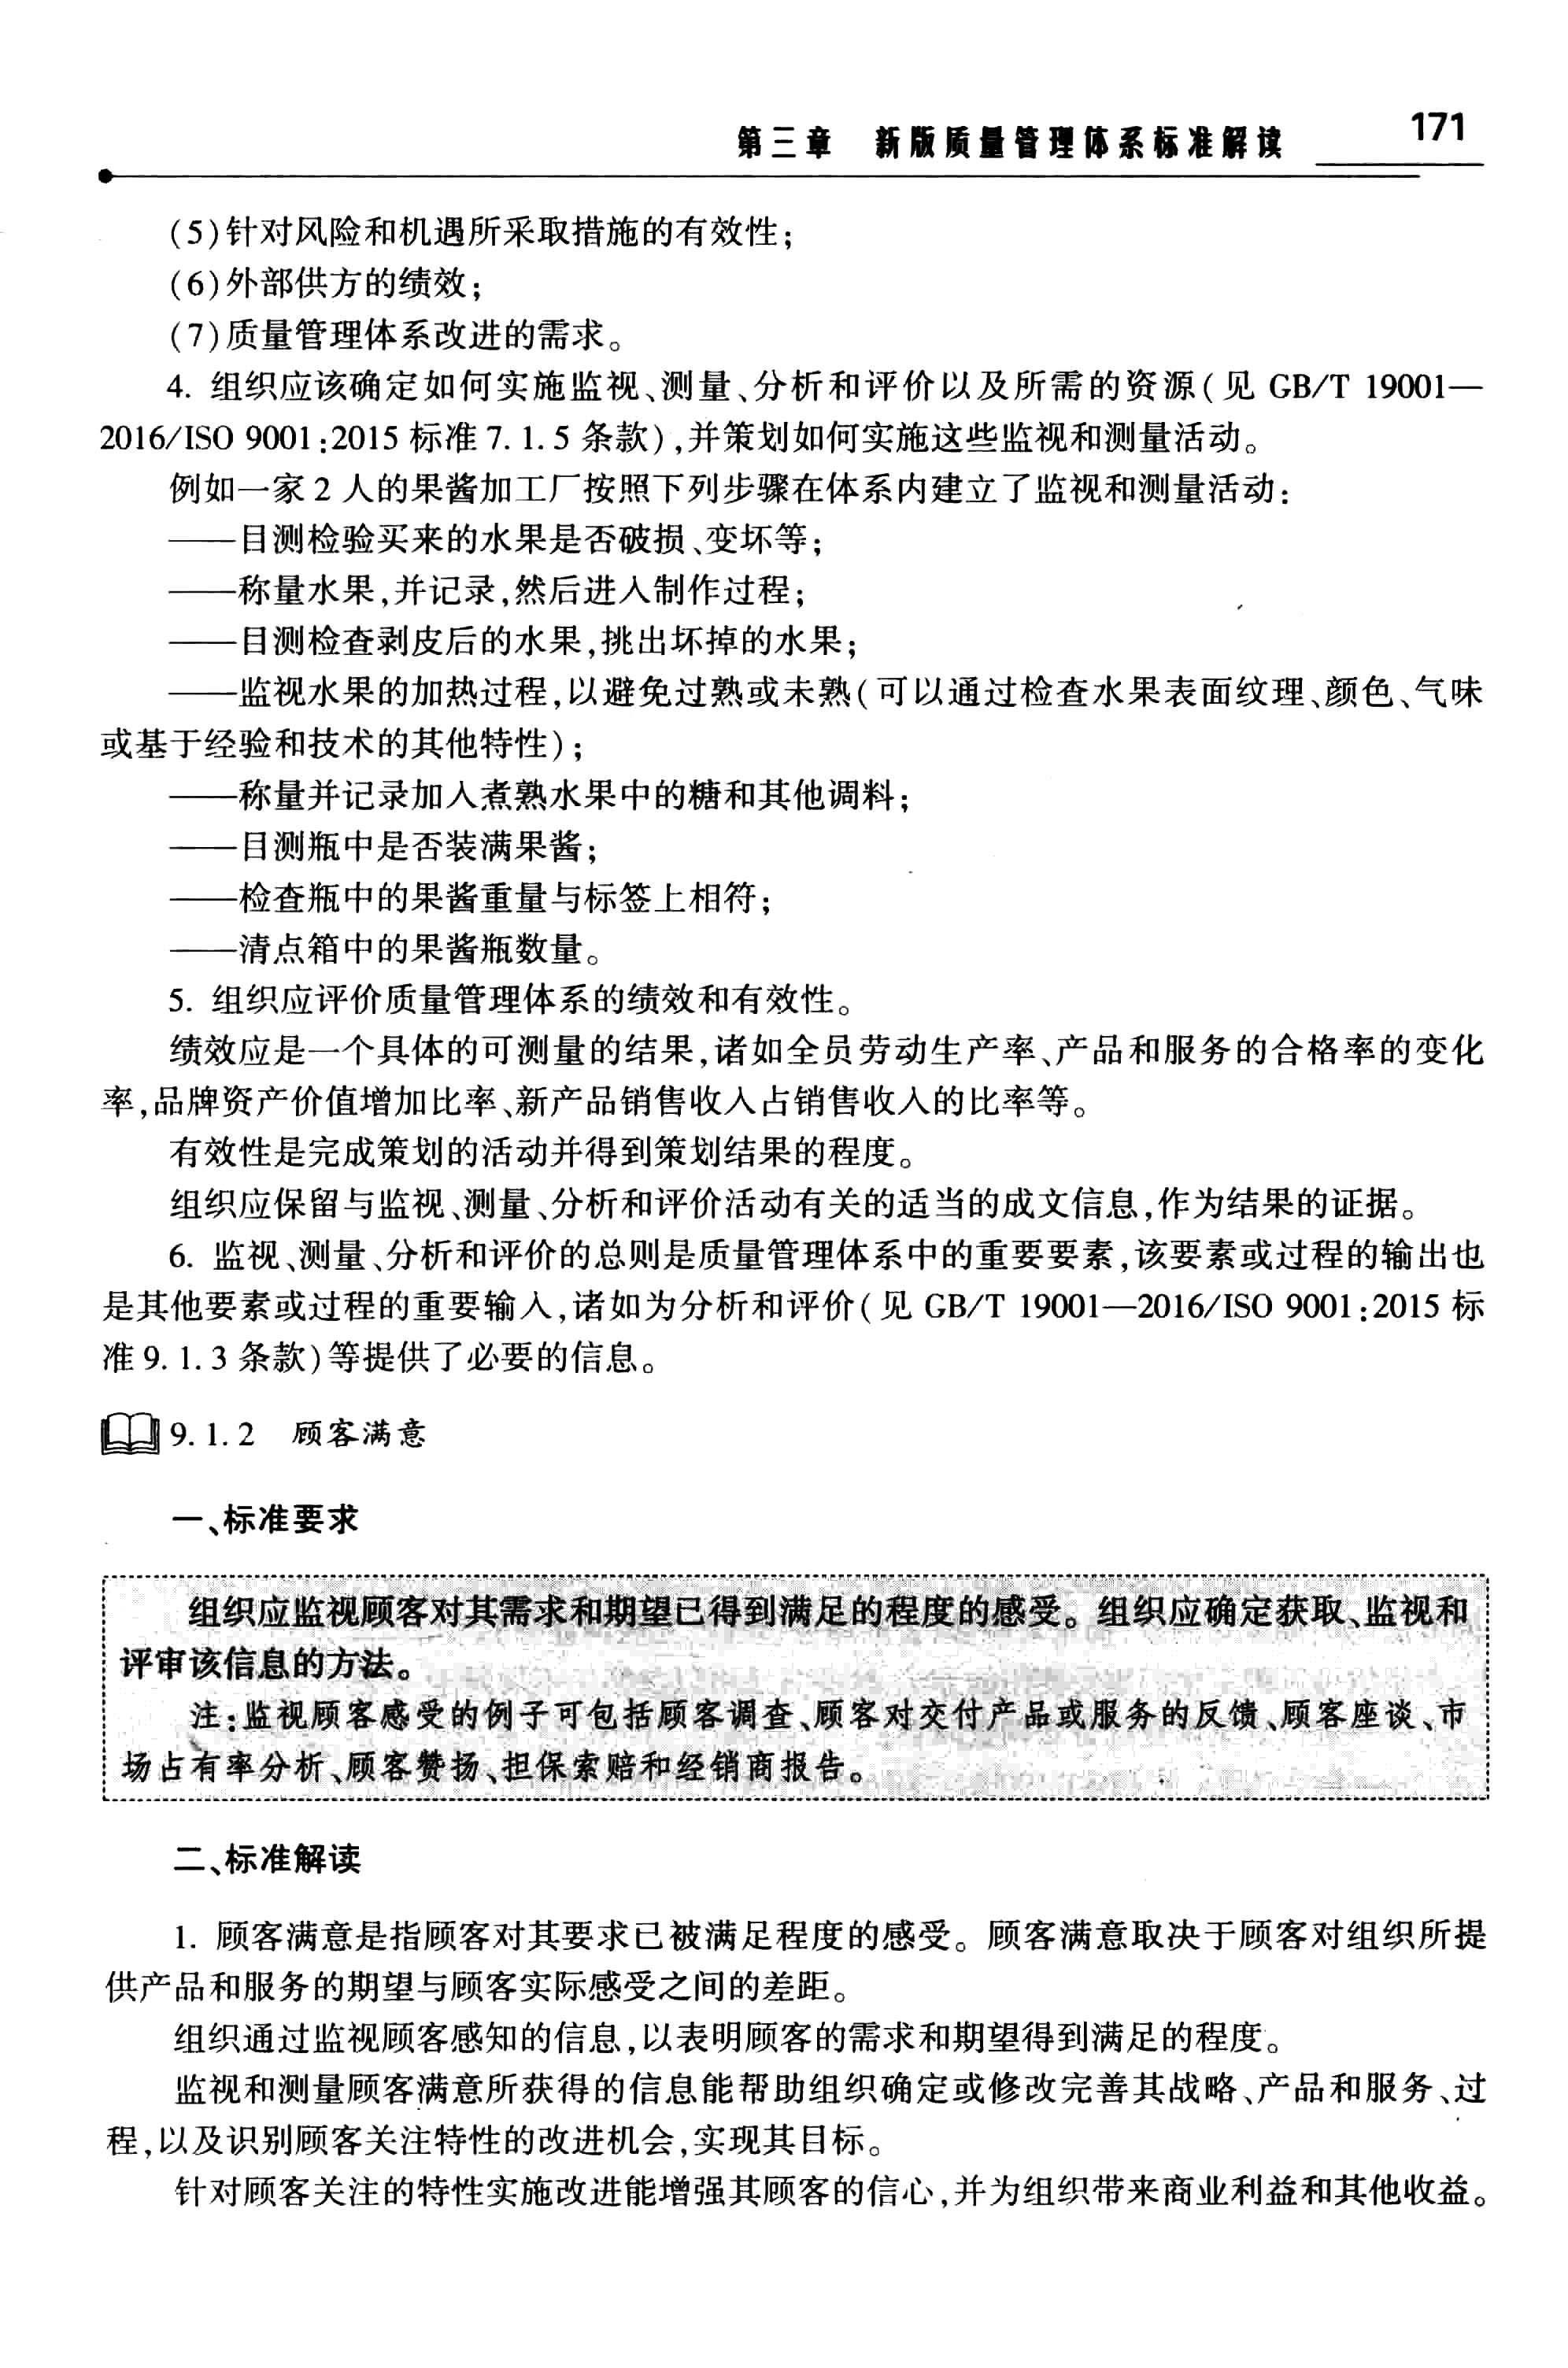 第三章　新版质量管理体系标准解读
171
(5)针对风险和机遇所采取措施的有效性；
(6)外部供方的绩效；
(7)质量管理体系改进的需求。
4. 组织应该确定如何实施监视、测量、分析和评价以及所需的资源(见 GB/T 19001—
2016/ISO 9001:2015 标准 7. 1. 5 条款),并策划如何实施这些监视和测量活动。
例如一家 2 人的果酱加工厂按照下列步骤在体系内建立了监视和测量活动：
——目测检验买来的水果是否破损、变坏等；
——称量水果,并记录,然后进入制作过程；
——目测检查剥皮后的水果,挑出坏掉的水果；
——监视水果的加热过程,以避免过熟或未熟(可以通过检查水果表面纹理、颜色、气味
或基于经验和技术的其他特性)；
——称量并记录加入煮熟水果中的糖和其他调料；
——目测瓶中是否装满果酱；
——检查瓶中的果酱重量与标签上相符；
——清点箱中的果酱瓶数量。
5. 组织应评价质量管理体系的绩效和有效性。
绩效应是一个具体的可测量的结果,诸如全员劳动生产率、产品和服务的合格率的变化
率,品牌资产价值增加比率、新产品销售收入占销售收入的比率等。
有效性是完成策划的活动并得到策划结果的程度。
组织应保留与监视、测量、分析和评价活动有关的适当的成文信息,作为结果的证据。
6. 监视、测量、分析和评价的总则是质量管理体系中的重要要素,该要素或过程的输出也
是其他要素或过程的重要输入,诸如为分析和评价(见 GB/T 19001—2016/ISO 9001:2015 标
准 9. 1. 3 条款)等提供了必要的信息。
9. 1. 2　顾客满意
一、标准要求
组织应监视顾客对其需求和期望已得到满足的程度的感受。组织应确定获取、监视和
评审该信息的方法。
注：监视顾客感受的例子可包括顾客调查、顾客对交付产品或服务的反馈、顾客座谈、市
场占有率分析、顾客赞扬、担保索赔和经销商报告。
二、标准解读
1. 顾客满意是指顾客对其要求已被满足程度的感受。顾客满意取决于顾客对组织所提
供产品和服务的期望与顾客实际感受之间的差距。
组织通过监视顾客感知的信息,以表明顾客的需求和期望得到满足的程度。
监视和测量顾客满意所获得的信息能帮助组织确定或修改完善其战略、产品和服务、过
程,以及识别顾客关注特性的改进机会,实现其目标。
针对顾客关注的特性实施改进能增强其顾客的信心,并为组织带来商业利益和其他收益。